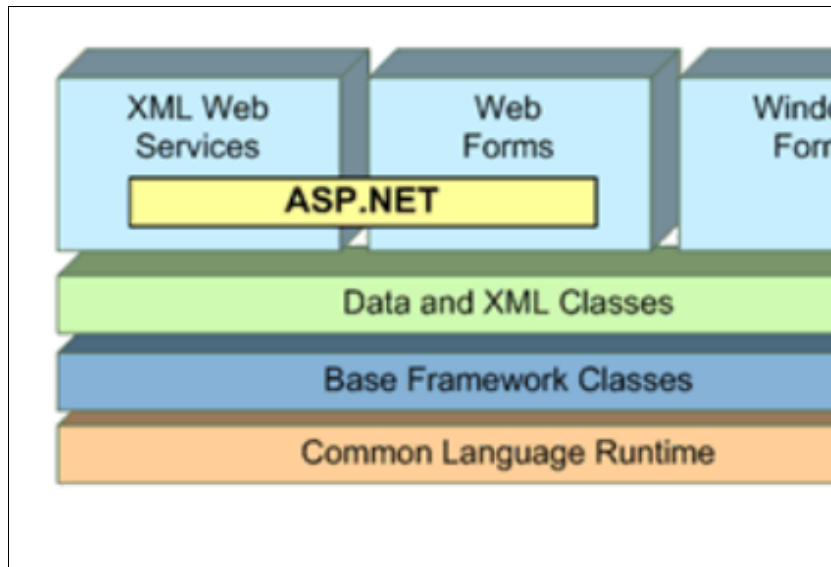 XML Web
Services
Web
Forms
ASP.NET
Data and XML Classes
Base Framework Classes
Common Language Runtime